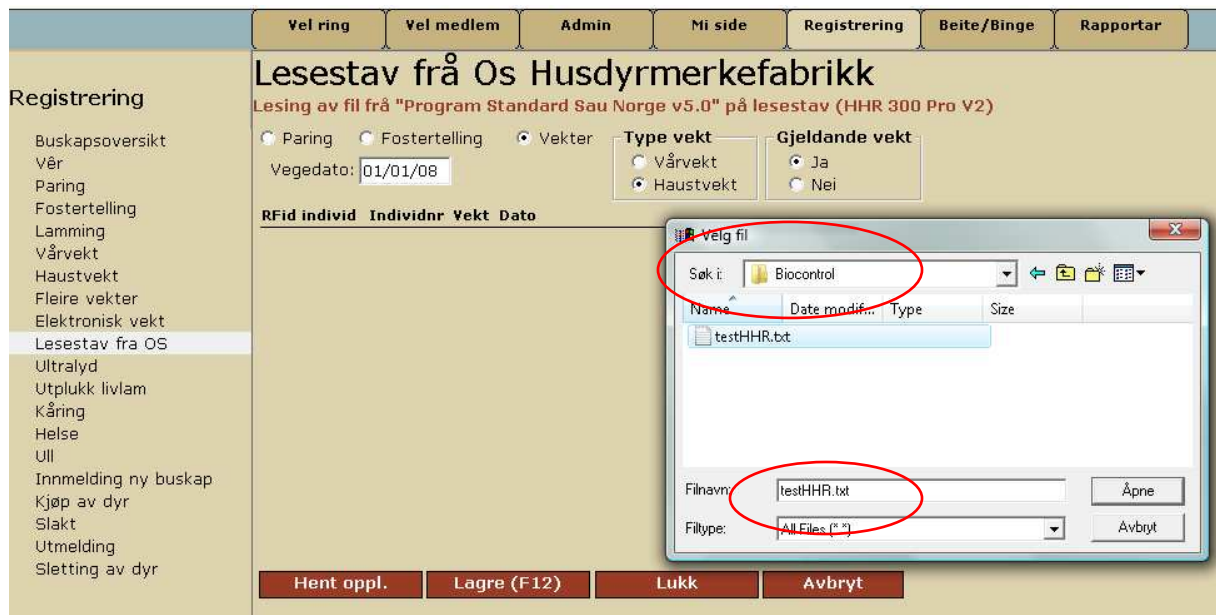 Vel ring Vel medlem Admin Mi side Registrering Beite/Binge Rapportar
Registrering
Buskapsoversikt
Vêr
Paring
Fostertelling
Lamming
Vårvekt
Haustvekt
Fleire vekter
Elektronisk vekt
Lesestav fra OS
Ultralyd
Utplukk livlam
Kåring
Helse
Ull
Innmelding ny buskap
Kjøp av dyr
Slakt
Utmelding
Sletting av dyr
Lesestav frå Os Husdyrmerkefabrikk
Lesing av fil frå "Program Standard Sau Norge v5.0" på lesestav (HHR 300 Pro V2)
Paring Fostertelling Vekter
Vegedato: 01/01/08
Type vekt
Vårvekt
Haustvekt
Gjeldande vekt
Ja
Nei
RFid individ Individnr Vekt Dato
Velg fil
Søk i: Biocontrol
Name Date modif... Type Size
testHHR.txt
Filnavn: testHHR.txt Åpne
Filtype: All Files (*.*) Avbryt
Hent oppl. Lagre (F12) Lukk Avbryt